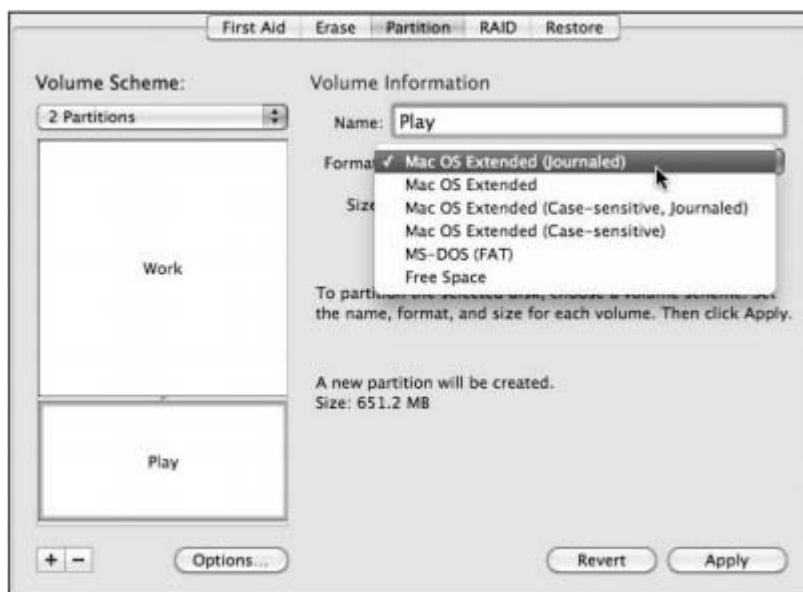 First Aid Erase Partition RAID Restore
Volume Scheme:
2 Partitions
Work
Play
+ −
Options...
Volume Information
Name: Play
Forma
✓ Mac OS Extended (Journaled)
Mac OS Extended
Mac OS Extended (Case-sensitive, Journaled)
Mac OS Extended (Case-sensitive)
MS-DOS (FAT)
Free Space
Size
To partition the selected disk, choose a volume scheme. Set
the name, format, and size for each volume. Then click Apply.
A new partition will be created.
Size: 651.2 MB
Revert Apply